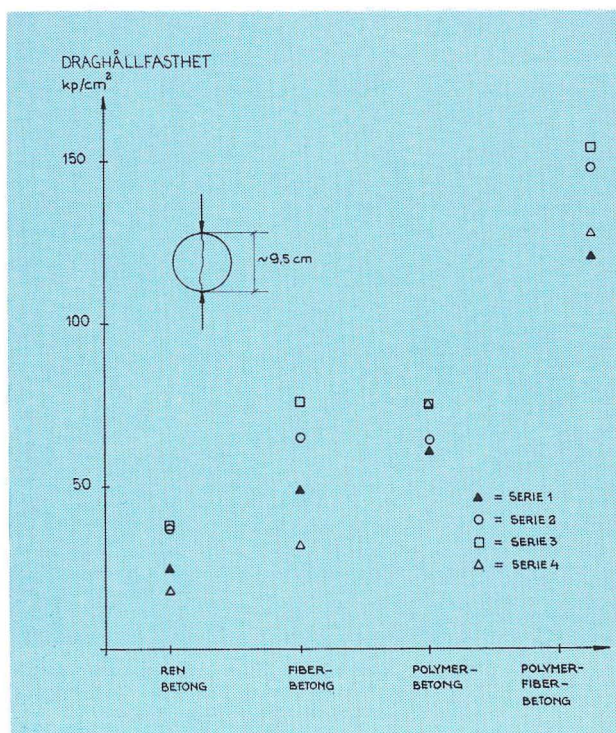 DRAGHÅLLFASTHET
kp/cm²
150
~9,5 cm
100
50
▲ = SERIE 1
○ = SERIE 2
□ = SERIE 3
△ = SERIE 4
REN BETONG
FIBER-
BETONG
POLYMER-
BETONG
POLYMER-
FIBER-
BETONG